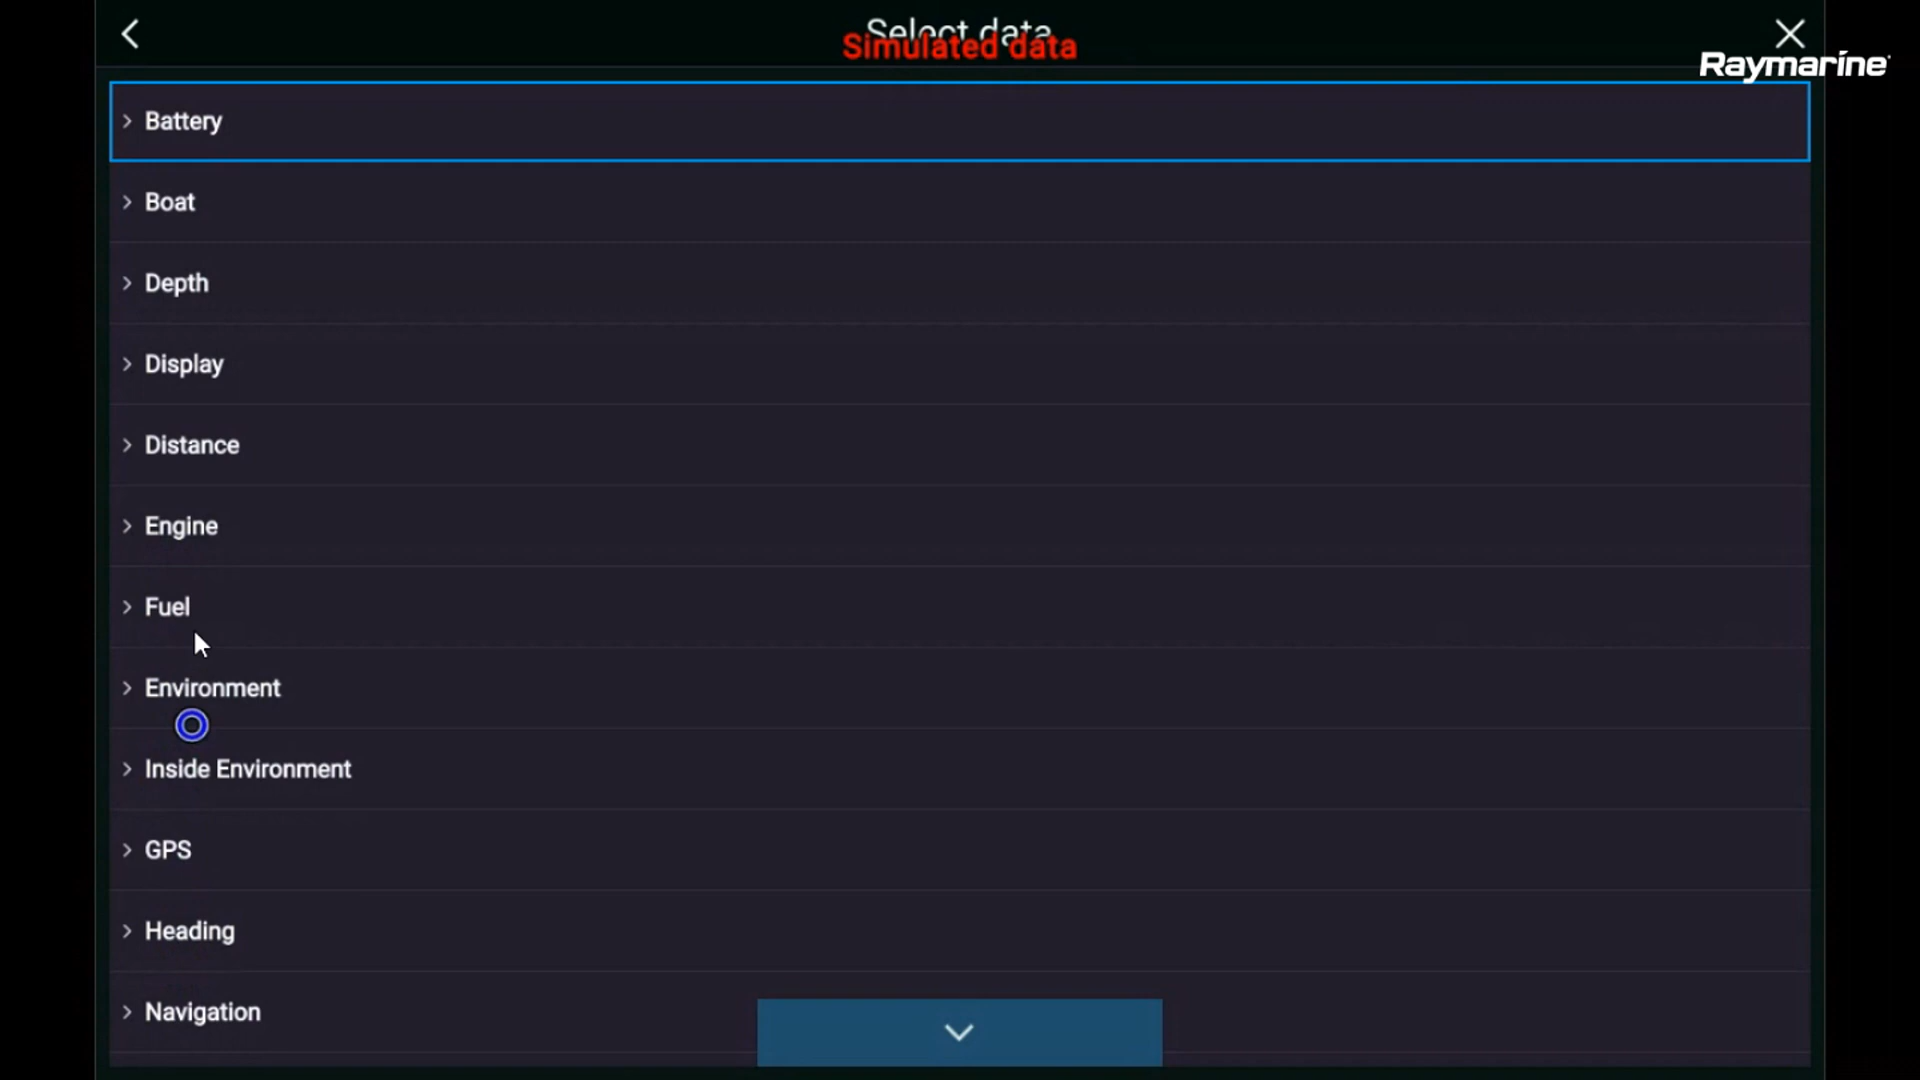 Select data
Simulated data
Raymarine
Battery
Boat
Depth
Display
Distance
Engine
Fuel
Environment
Inside Environment
GPS
Heading
Navigation